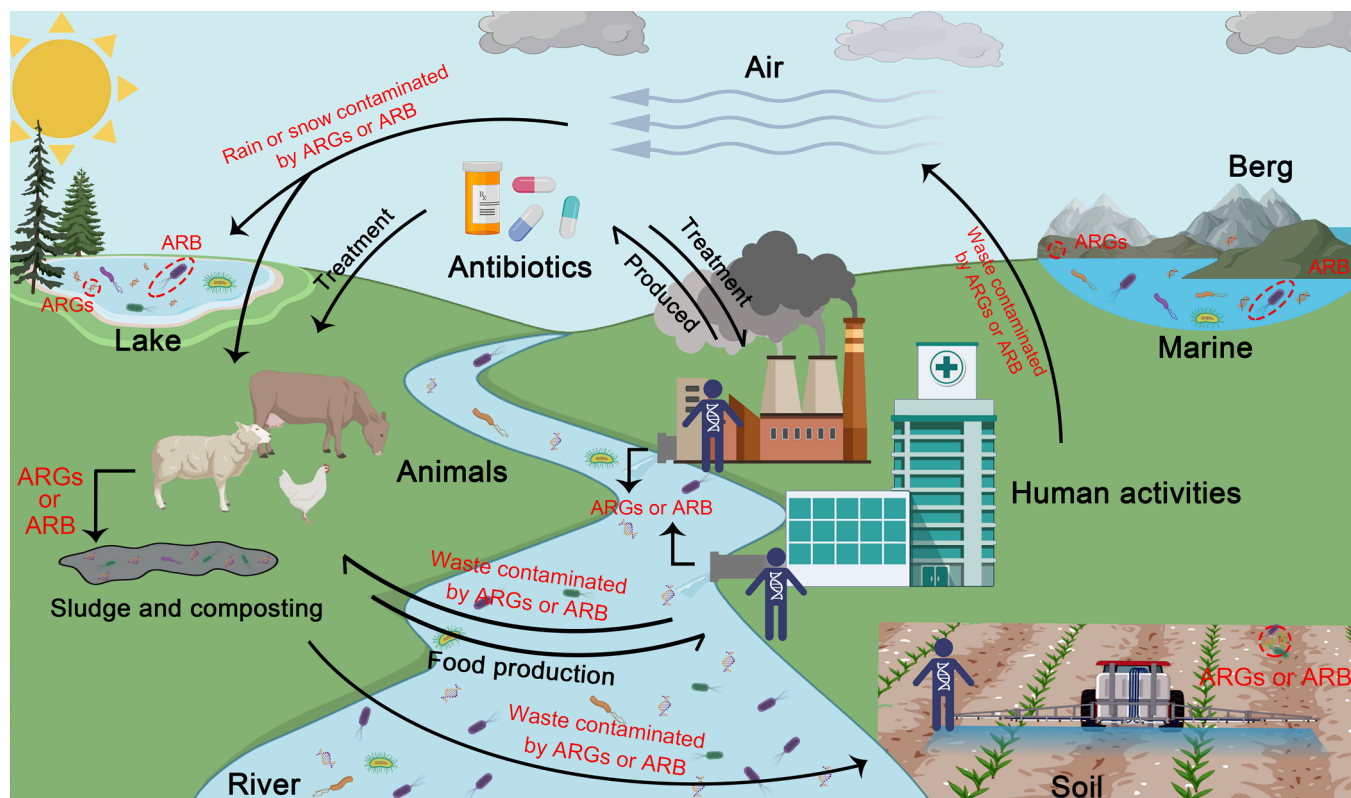 Air
Rain or snow contaminated
by ARGs or ARB
Berg
ARGs
ARB
Marine
Waste contaminated
by ARGs or ARB
Rx
Antibiotics
Treatment
Treatment
Produced
ARB
ARGs
Lake
Animals
ARGs
or
ARB
Sludge and composting
ARGs or ARB
Human activities
Waste contaminated
by ARGs or ARB
Food production
Waste contaminated
by ARGs or ARB
River
ARGs or ARB
Soil